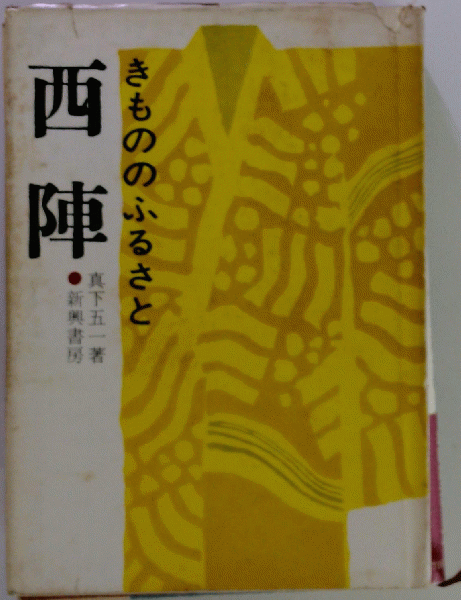 きもののふるさと
西陣
真下五一著
●新興書房